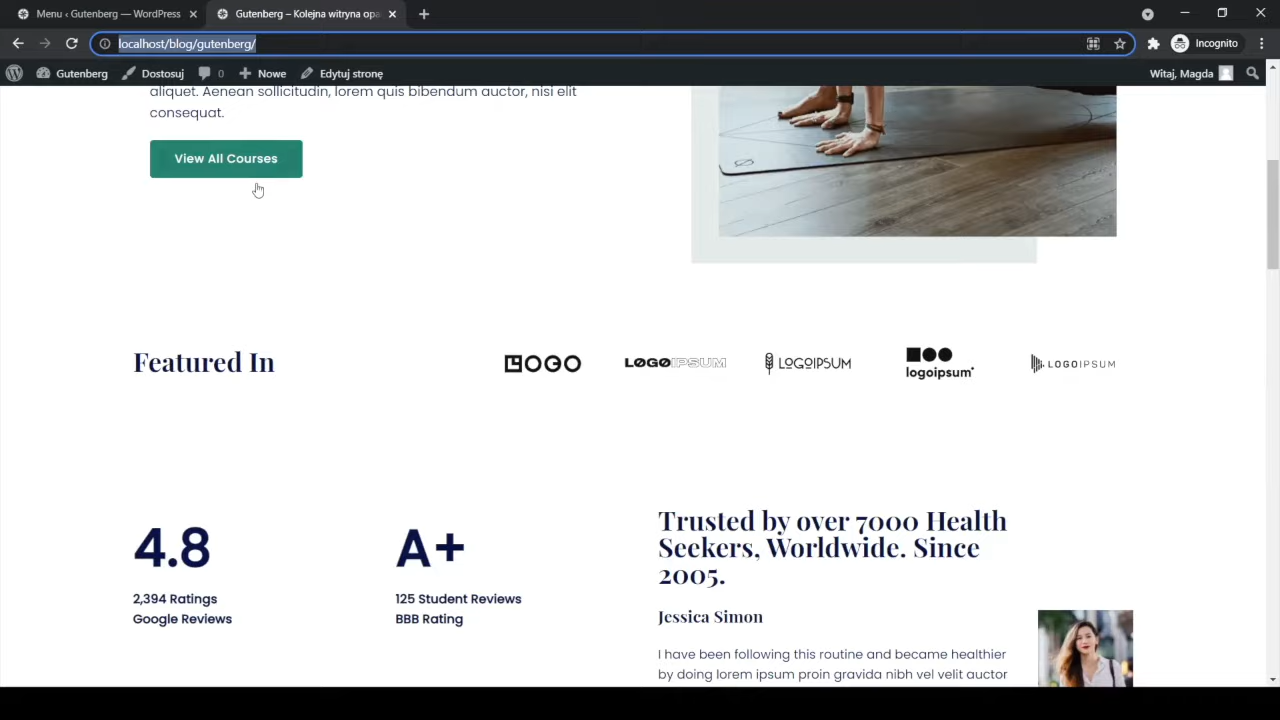 Menu ‹ Gutenberg — WordPress
Gutenberg – Kolejna witryna opa
localhost/blog/gutenberg/
Incognito
Gutenberg
Dostosuj
0
Nowe
Edytuj stronę
Witaj, Magda
aliquet. Aenean sollicitudin, lorem quis bibendum auctor, nisi elit
consequat.
View All Courses
Featured In
LOGO
LOGOIPSUM
LOGOIPSUM
logoipsum
LOGOIPSUM
4.8
2,394 Ratings
Google Reviews
A+
125 Student Reviews
BBB Rating
Trusted by over 7000 Health
Seekers, Worldwide. Since
2005.
Jessica Simon
I have been following this routine and became healthier
by doing lorem ipsum proin gravida nibh vel velit auctor